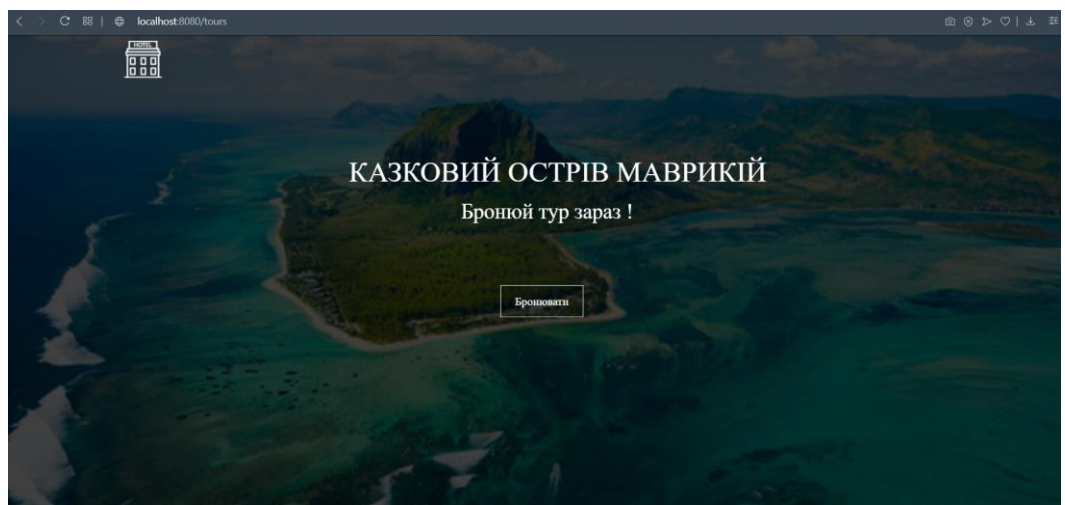 localhost:8080/tours
HOTEL
КАЗКОВИЙ ОСТРІВ МАВРИКІЙ
Бронюй тур зараз !
Бронювати